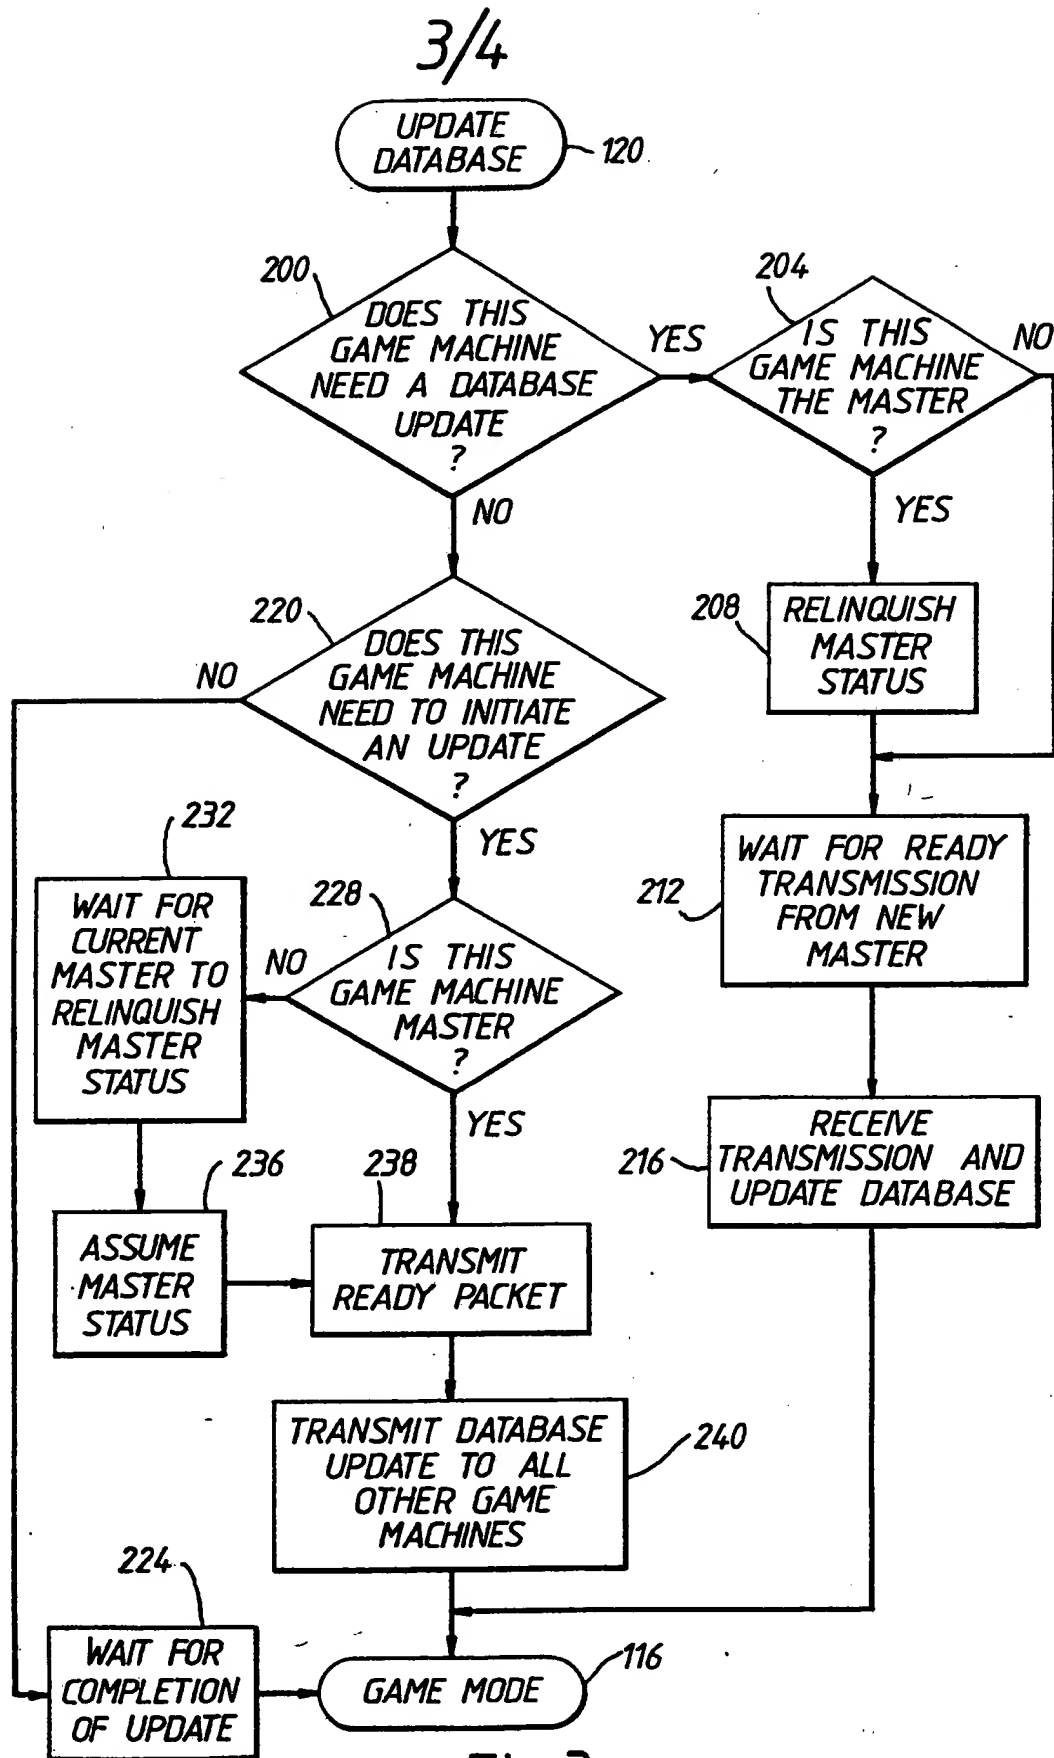 3/4
UPDATE
DATABASE
120
200
DOES THIS
GAME MACHINE
NEED A DATABASE
UPDATE
?
YES
NO
204
IS THIS
GAME MACHINE
THE MASTER
?
NO
YES
208
RELINQUISH
MASTER
STATUS
212
WAIT FOR READY
TRANSMISSION
FROM NEW
MASTER
216
RECEIVE
TRANSMISSION AND
UPDATE DATABASE
220
DOES THIS
GAME MACHINE
NEED TO INITIATE
AN UPDATE
?
NO
YES
228
IS THIS
GAME MACHINE
MASTER
?
NO
YES
232
WAIT FOR
CURRENT
MASTER TO
RELINQUISH
MASTER
STATUS
236
ASSUME
MASTER
STATUS
238
TRANSMIT
READY PACKET
240
TRANSMIT DATABASE
UPDATE TO ALL
OTHER GAME
MACHINES
224
WAIT FOR
COMPLETION
OF UPDATE
GAME MODE
116